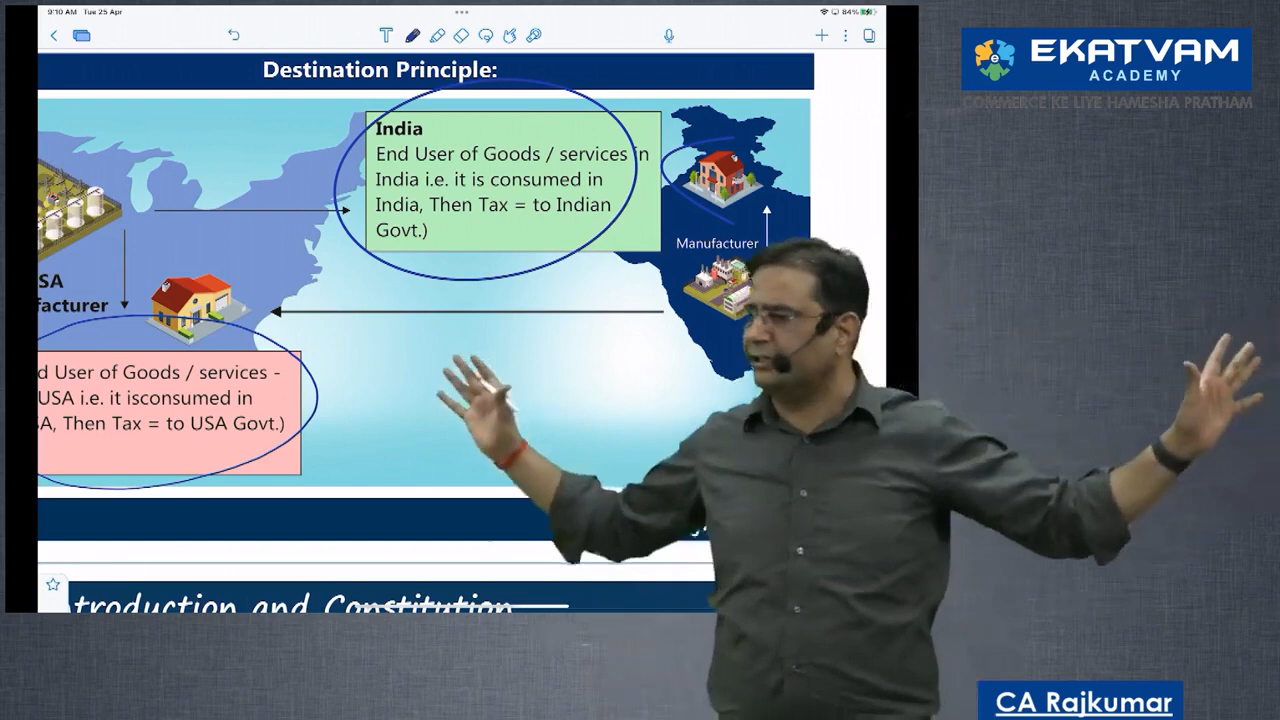 9:10 AM Tue 25 Apr
84%
EKATVAM
ACADEMY
COMMERCE KE LIYE HAMESHA PRATHAM
Destination Principle:
India
End User of Goods / services in
India i.e. it is consumed in
India, Then Tax = to Indian
Govt.)
Manufacturer
SA
facturer
d User of Goods / services -
USA i.e. it isconsumed in
A, Then Tax = to USA Govt.)
troduction and Constitution
CA Rajkumar